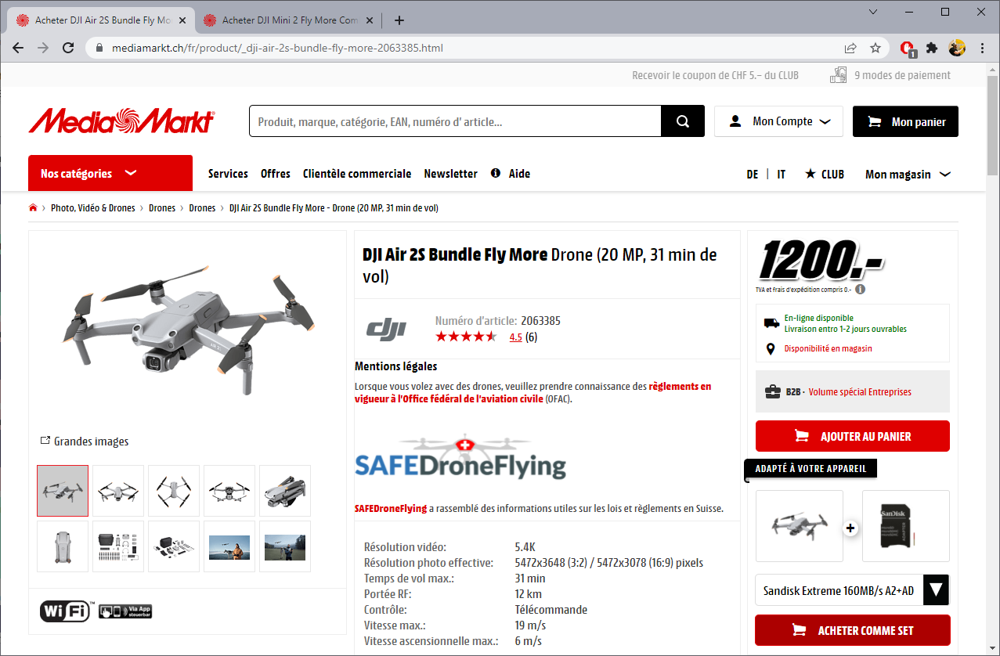 Acheter DJI Air 2S Bundle Fly Mo
Acheter DJI Mini 2 Fly More Com
mediamarkt.ch/fr/product/_dji-air-2s-bundle-fly-more-2063385.html
1
Recevoir le coupon de CHF 5.– du CLUB
9 modes de paiement
MediaMarkt
Produit, marque, catégorie, EAN, numéro d' article...
Mon Compte
Mon panier
Nos catégories
Services
Offres
Clientèle commerciale
Newsletter
Aide
DE | IT
CLUB
Mon magasin
Photo, Vidéo & Drones › Drones › Drones › DJI Air 2S Bundle Fly More - Drone (20 MP, 31 min de vol)
DJI Air 2S Bundle Fly More Drone (20 MP, 31 min de
vol)
dji
Numéro d'article: 2063385
4.5 (6)
Mentions légales
Lorsque vous volez avec des drones, veuillez prendre connaissance des règlements en
vigueur à l'Office fédéral de l'aviation civile (OFAC).
SAFEDroneFlying
SAFEDroneFlying a rassemblé des informations utiles sur les lois et règlements en Suisse.
Résolution vidéo: 5.4K
Résolution photo effective: 5472x3648 (3:2) / 5472x3078 (16:9) pixels
Temps de vol max.: 31 min
Portée RF: 12 km
Contrôle: Télécommande
Vitesse max.: 19 m/s
Vitesse ascensionnelle max.: 6 m/s
Grandes images
Wi Fi™
Via App
steuerbar
1200.-
TVA et frais d'expédition compris 0.-
En-ligne disponible
Livraison entro 1-2 jours ouvrables
Disponibilité en magasin
B2B · Volume spécial Entreprises
AJOUTER AU PANIER
ADAPTÉ À VOTRE APPAREIL
SanDisk
ADAPTER
Sandisk Extreme 160MB/s A2+AD
ACHETER COMME SET